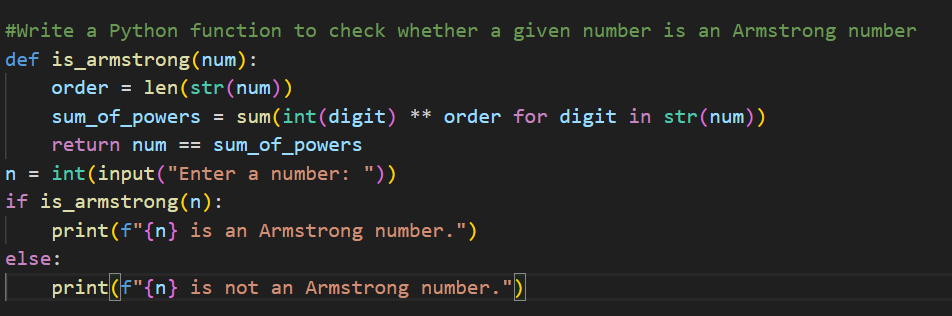 #Write a Python function to check whether a given number is an Armstrong number
def is_armstrong(num):
    order = len(str(num))
    sum_of_powers = sum(int(digit) ** order for digit in str(num))
    return num == sum_of_powers
n = int(input("Enter a number: "))
if is_armstrong(n):
    print(f"{n} is an Armstrong number.")
else:
    print(f"{n} is not an Armstrong number.")